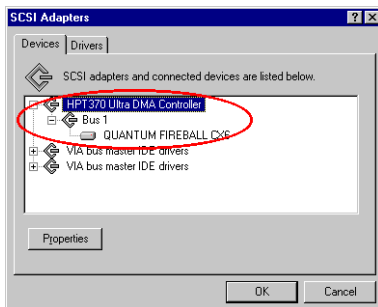 SCSI Adapters
Devices Drivers
SCSI adapters and connected devices are listed below.
HPT370 Ultra DMA Controller
Bus 1
QUANTUM FIREBALL CX6
VIA bus master IDE drivers
VIA bus master IDE drivers
Properties
OK Cancel